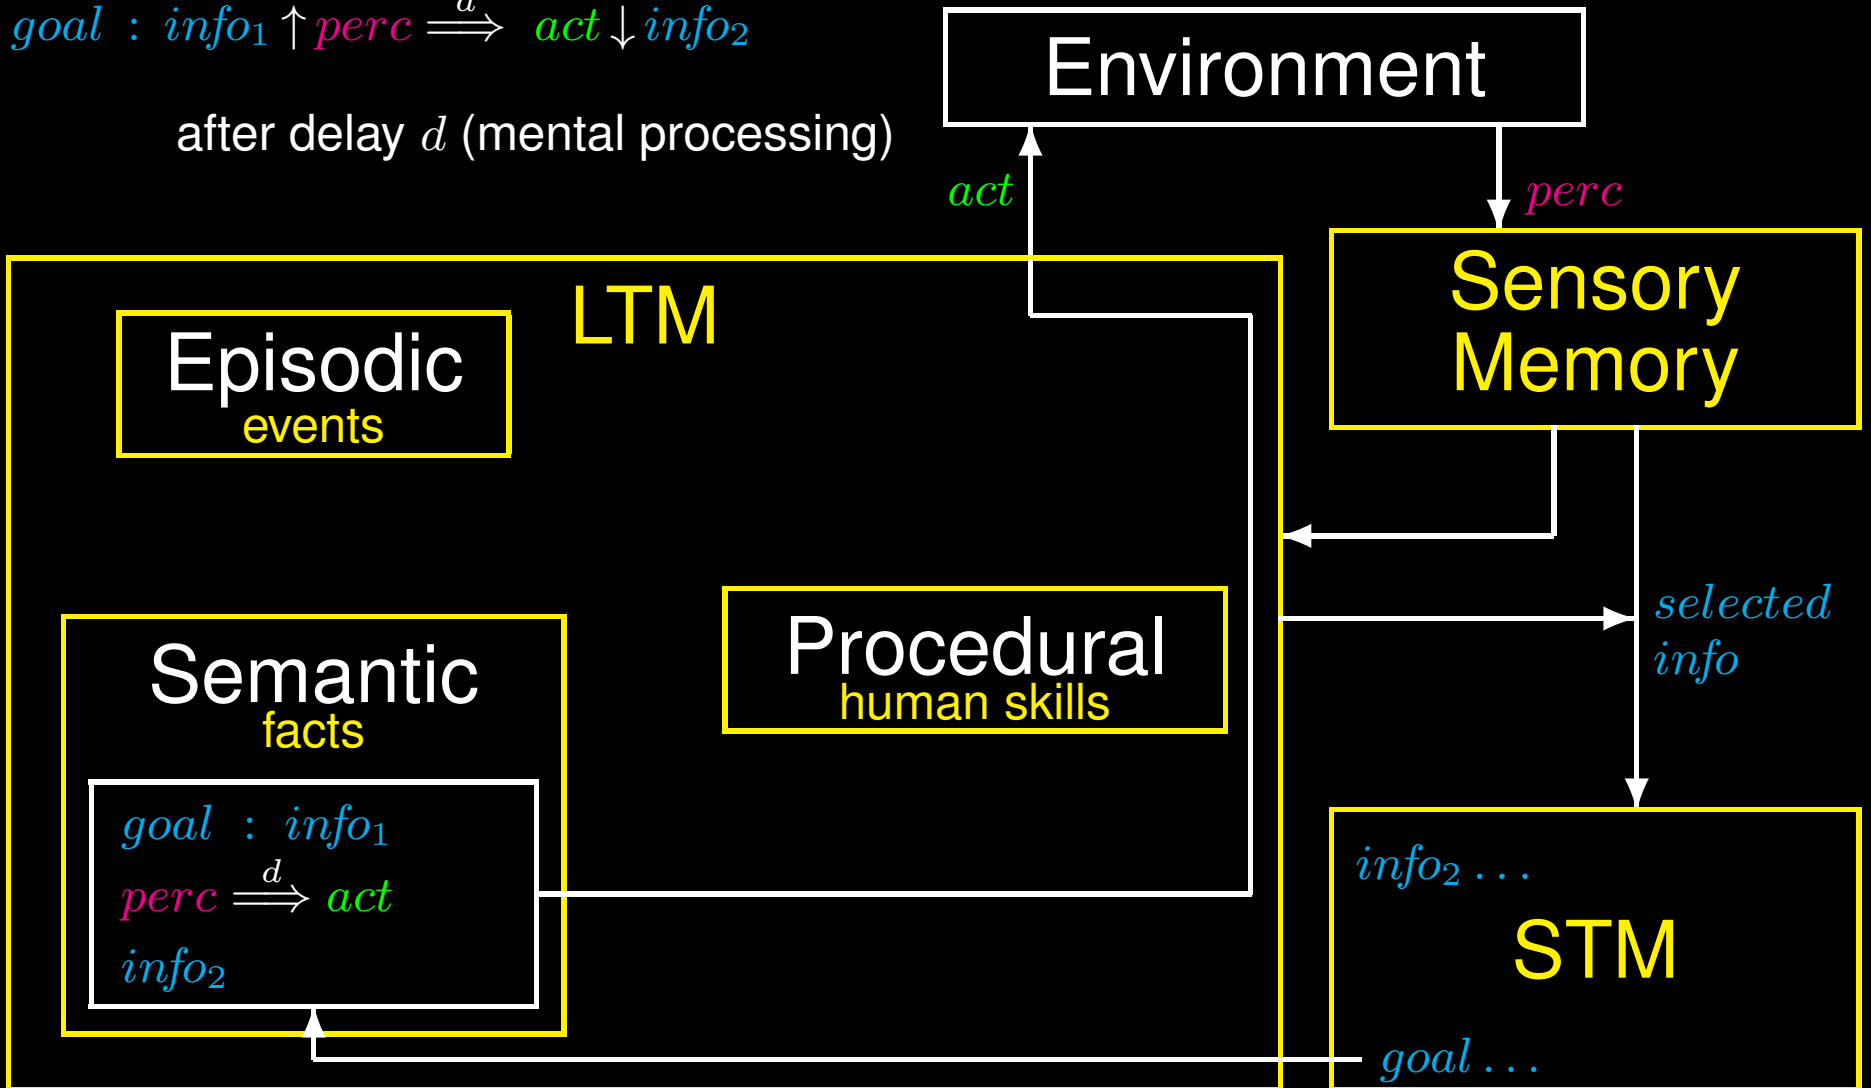 goal : info₁ ↑ perc ⟹ᵈ act ↓ info₂
after delay d (mental processing)
Environment
act
perc
Sensory
Memory
LTM
Episodic
events
Semantic
facts
Procedural
human skills
selected
info
goal : info₁
perc ⟹ᵈ act
info₂
info₂ ...
STM
goal ...